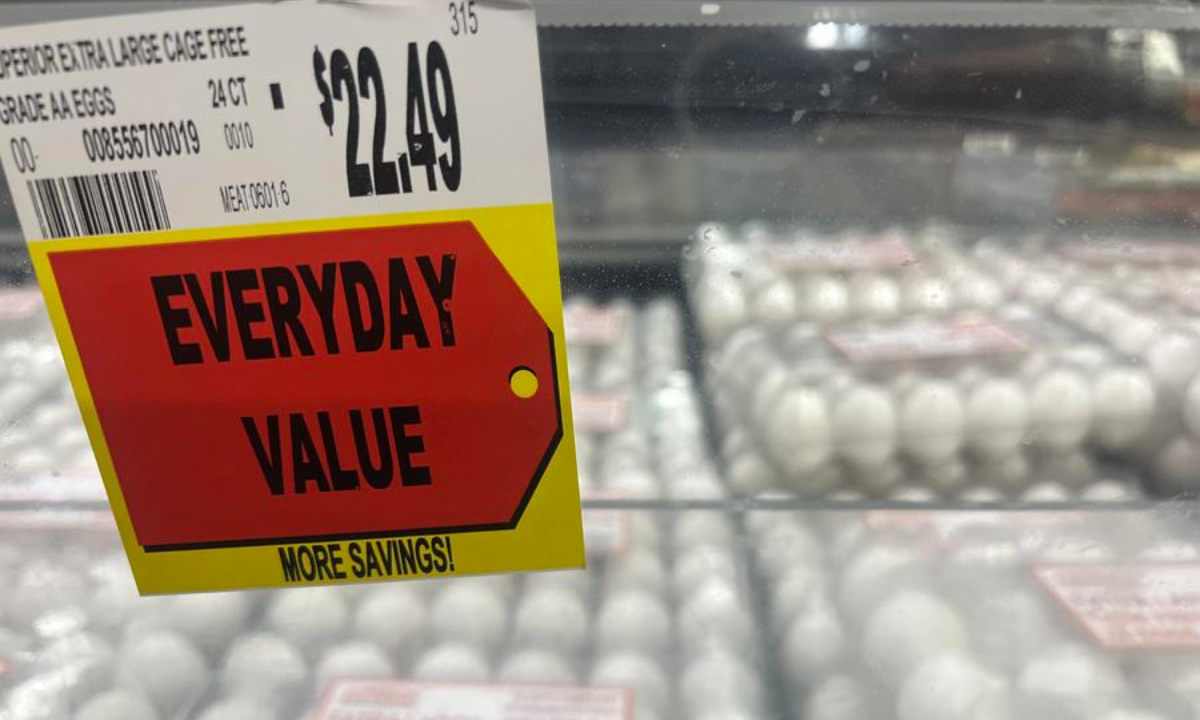 315
PERIOR EXTRA LARGE CAGE FREE
GRADE AA EGGS 24 CT $22.49
00- 008556700019 0010
MEAT 0601-6
EVERYDAY
VALUE
MORE SAVINGS!